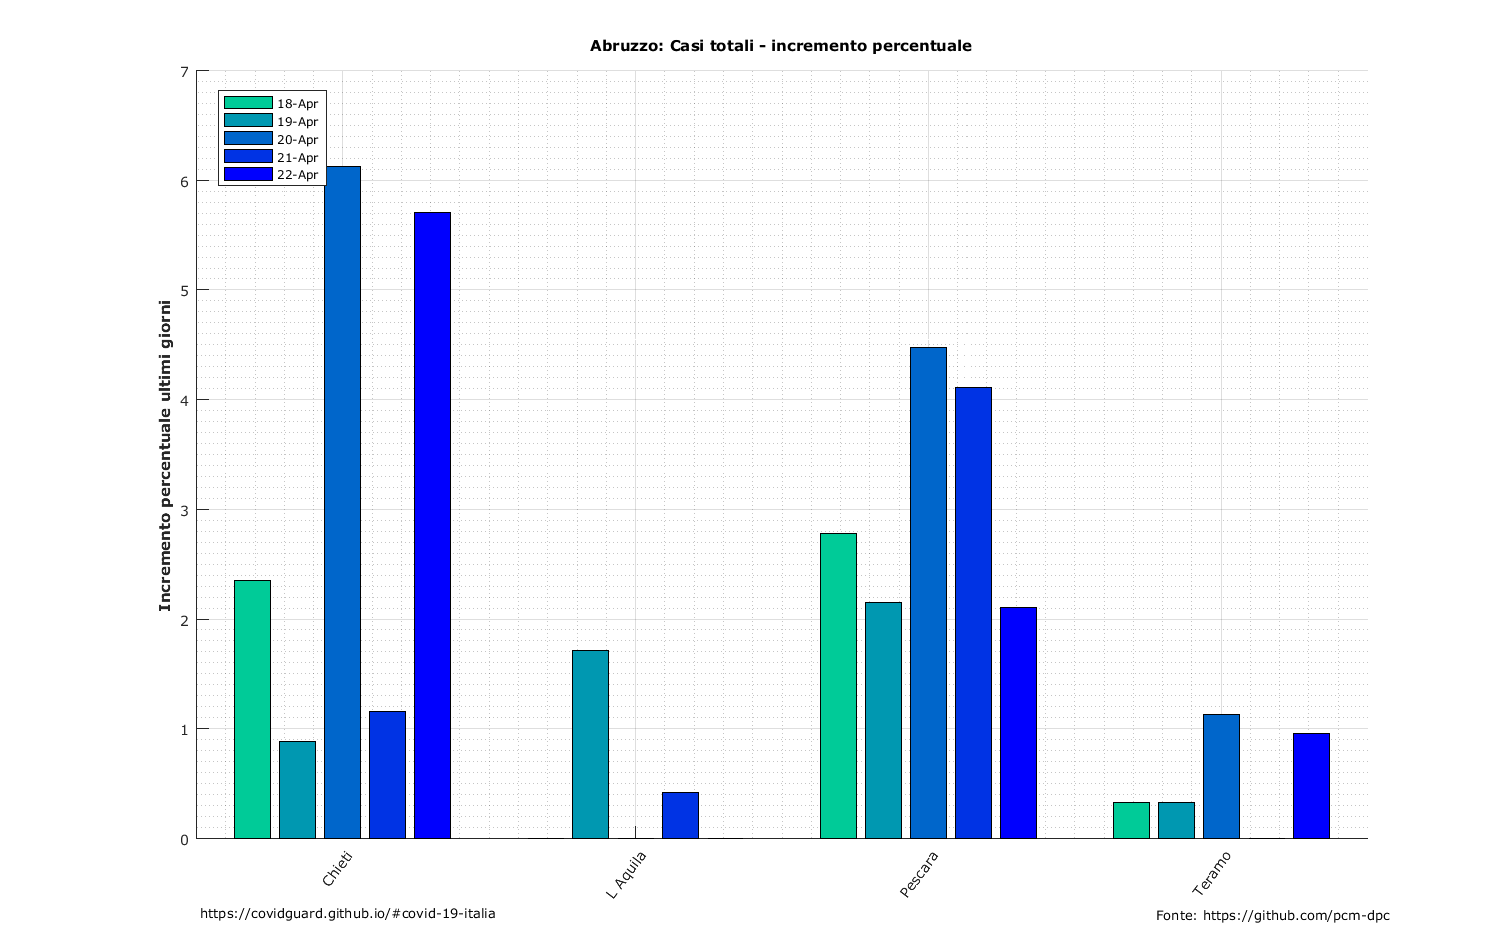 Abruzzo: Casi totali - incremento percentuale
7
6
5
4
3
2
1
0
Incremento percentuale ultimi giorni
18-Apr
19-Apr
20-Apr
21-Apr
22-Apr
Chieti
L Aquila
Pescara
Teramo
https://covidguard.github.io/#covid-19-italia
Fonte: https://github.com/pcm-dpc